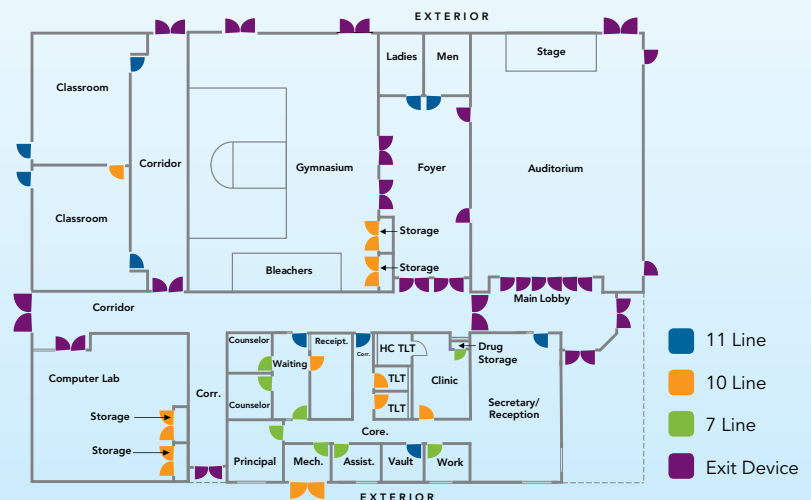 EXTERIOR
Ladies
Men
Stage
Classroom
Corridor
Gymnasium
Foyer
Auditorium
Classroom
Storage
Storage
Bleachers
Corridor
Main Lobby
Counselor
Waiting
Receipt.
Corr.
HC TLT
Drug
Storage
Computer Lab
TLT
Clinic
TLT
Corr.
Counselor
Secretary/
Reception
Storage
Storage
Core.
Principal
Mech.
Assist.
Vault
Work
EXTERIOR
11 Line
10 Line
7 Line
Exit Device